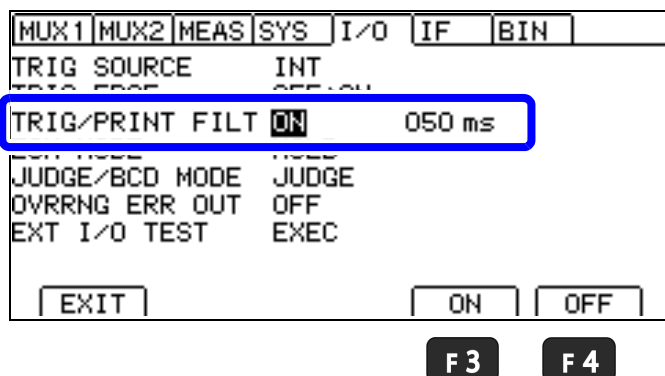 MUX1 MUX2 MEAS SYS I/O IF BIN
TRIG SOURCE INT
TRIG/PRINT FILT ON 050 ms
JUDGE/BCD MODE JUDGE
OVRRNG ERR OUT OFF
EXT I/O TEST EXEC
EXIT ON OFF
F3 F4